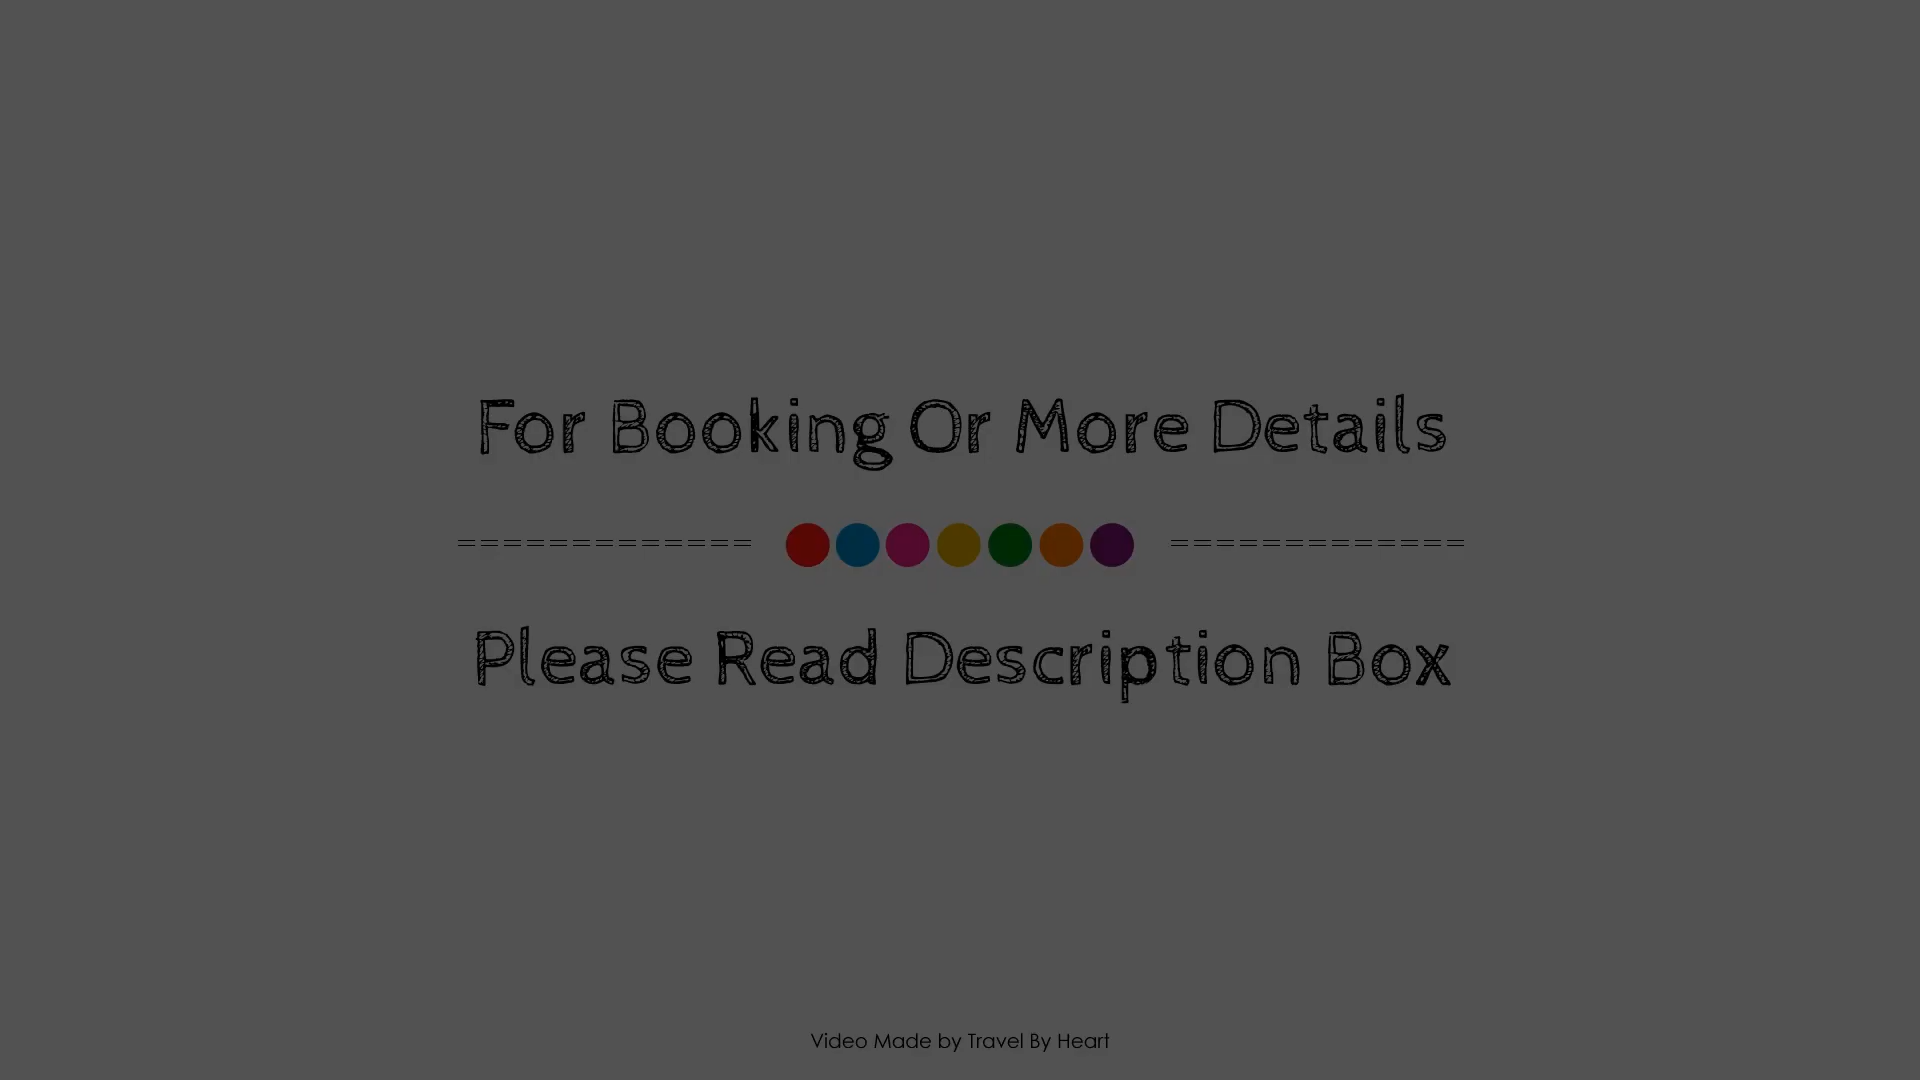 For Booking Or More Details
============= =============
Please Read Description Box
Video Made by Travel By Heart